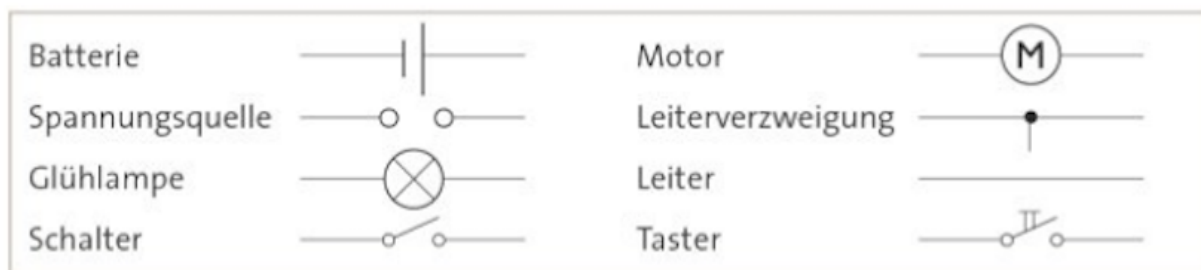 Batterie
Spannungsquelle
Glühlampe
Schalter
Motor
M
Leiterverzweigung
Leiter
Taster